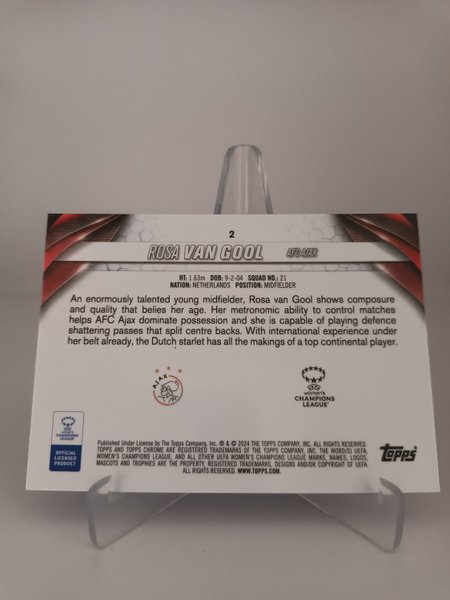 2
ROSA VAN GOOL AFC AJAX
HT: 1.63m DOB: 9-2-04 SQUAD NO.: 21
NATION: NETHERLANDS POSITION: MIDFIELDER
An enormously talented young midfielder, Rosa van Gool shows composure
and quality that belies her age. Her metronomic ability to control matches
helps AFC Ajax dominate possession and she is capable of playing defence
shattering passes that split centre backs. With international experience under
her belt already, the Dutch starlet has all the makings of a top continental player.
AJAX
UEFA
WOMEN'S
CHAMPIONS
LEAGUE
UEFA
WOMEN'S
CHAMPIONS
LEAGUE
OFFICIAL
LICENSED
PRODUCT
Published Under License by The Topps Company, Inc. ® & © 2024 THE TOPPS COMPANY, INC. ALL RIGHTS RESERVED.
TOPPS AND TOPPS CHROME ARE REGISTERED TRADEMARKS OF THE TOPPS COMPANY, INC. THE WORD(S) UEFA,
WOMEN'S CHAMPIONS LEAGUE, AND ALL OTHER UEFA WOMEN'S CHAMPIONS LEAGUE MARKS, NAMES, LOGOS,
MASCOTS AND TROPHIES ARE THE PROPERTY, REGISTERED TRADEMARKS, DESIGNS AND/OR COPYRIGHT OF UEFA.
ALL RIGHTS RESERVED. WWW.TOPPS.COM.
Topps